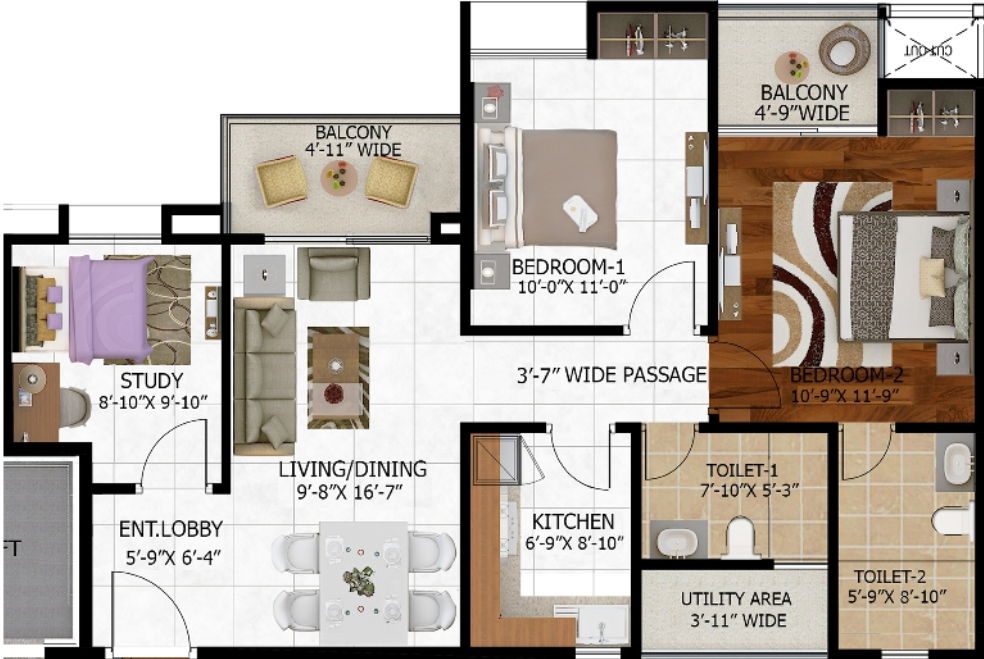 BALCONY
4'-11" WIDE
BALCONY
4'-9"WIDE
CUT-OUT
BEDROOM-1
10'-0"X 11'-0"
STUDY
8'-10"X 9'-10"
3'-7" WIDE PASSAGE
BEDROOM-2
10'-9"X 11'-9"
LIVING/DINING
9'-8"X 16'-7"
TOILET-1
7'-10"X 5'-3"
ENT.LOBBY
5'-9"X 6'-4"
KITCHEN
6'-9"X 8'-10"
FT
TOILET-2
5'-9"X 8'-10"
UTILITY AREA
3'-11" WIDE